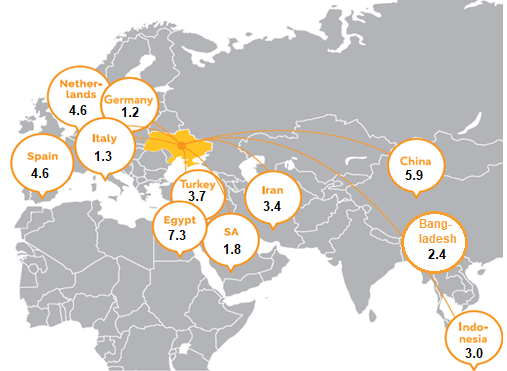 Nether-
lands
4.6
Germany
1.2
Italy
1.3
Spain
4.6
China
5.9
Turkey
3.7
Iran
3.4
Egypt
7.3
SA
1.8
Bang-
ladesh
2.4
Indo-
nesia
3.0